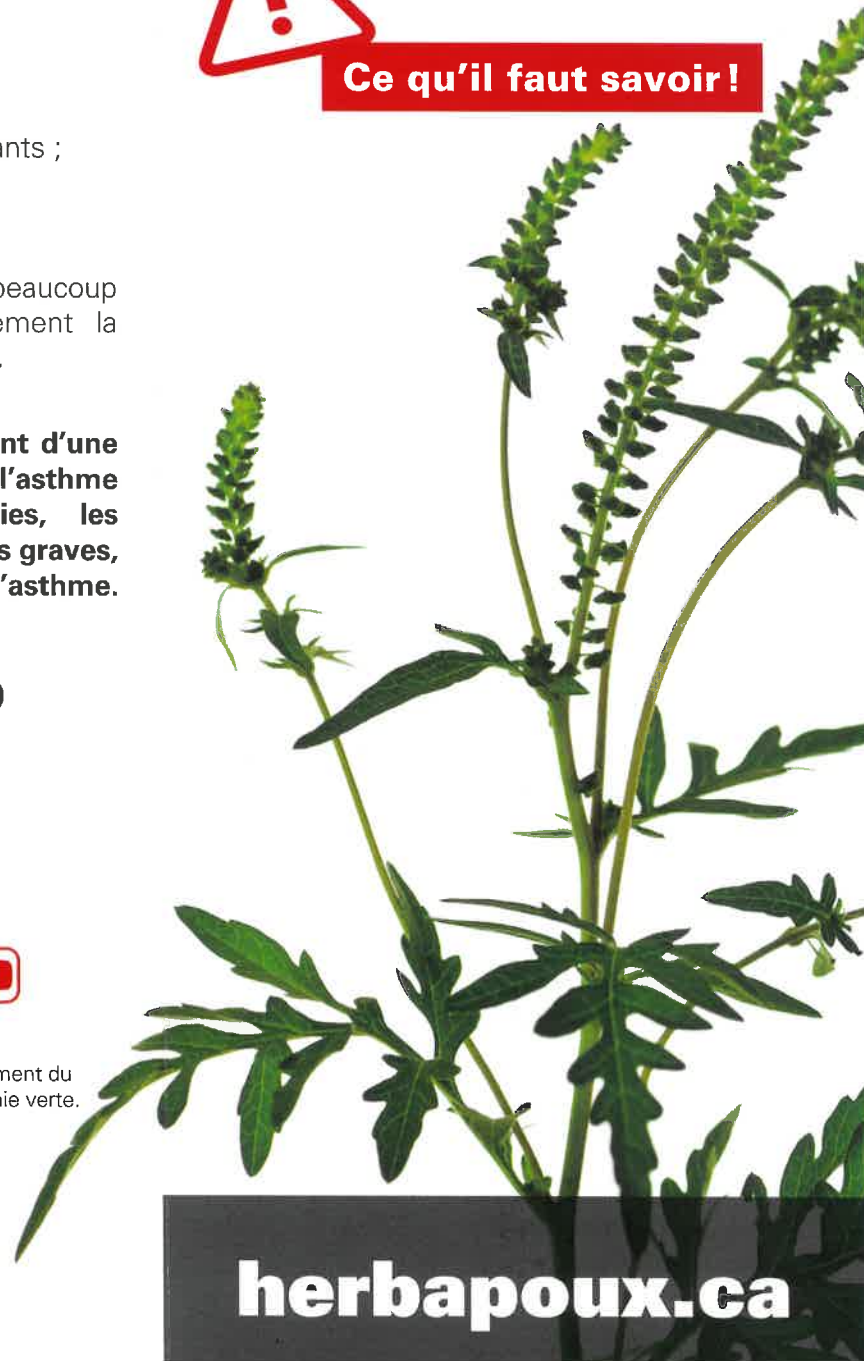 !
Ce qu'il faut savoir !
ants ;
beaucoup
ement la
.
nt d'une
l'asthme
ies, les
s graves,
'asthme.
)
ment du
ie verte.
herbapoux.ca